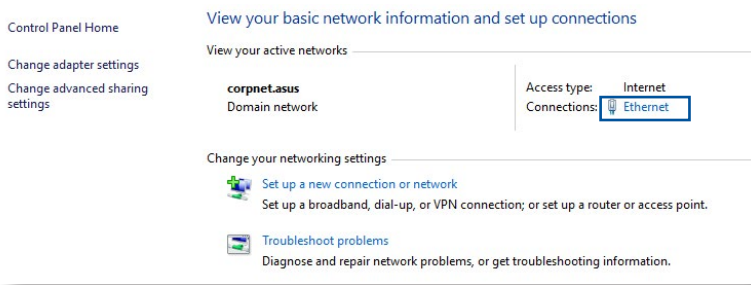 Control Panel Home
Change adapter settings
Change advanced sharing
settings
View your basic network information and set up connections
View your active networks
corpnet.asus
Domain network
Access type: Internet
Connections: Ethernet
Change your networking settings
Set up a new connection or network
Set up a broadband, dial-up, or VPN connection; or set up a router or access point.
Troubleshoot problems
Diagnose and repair network problems, or get troubleshooting information.